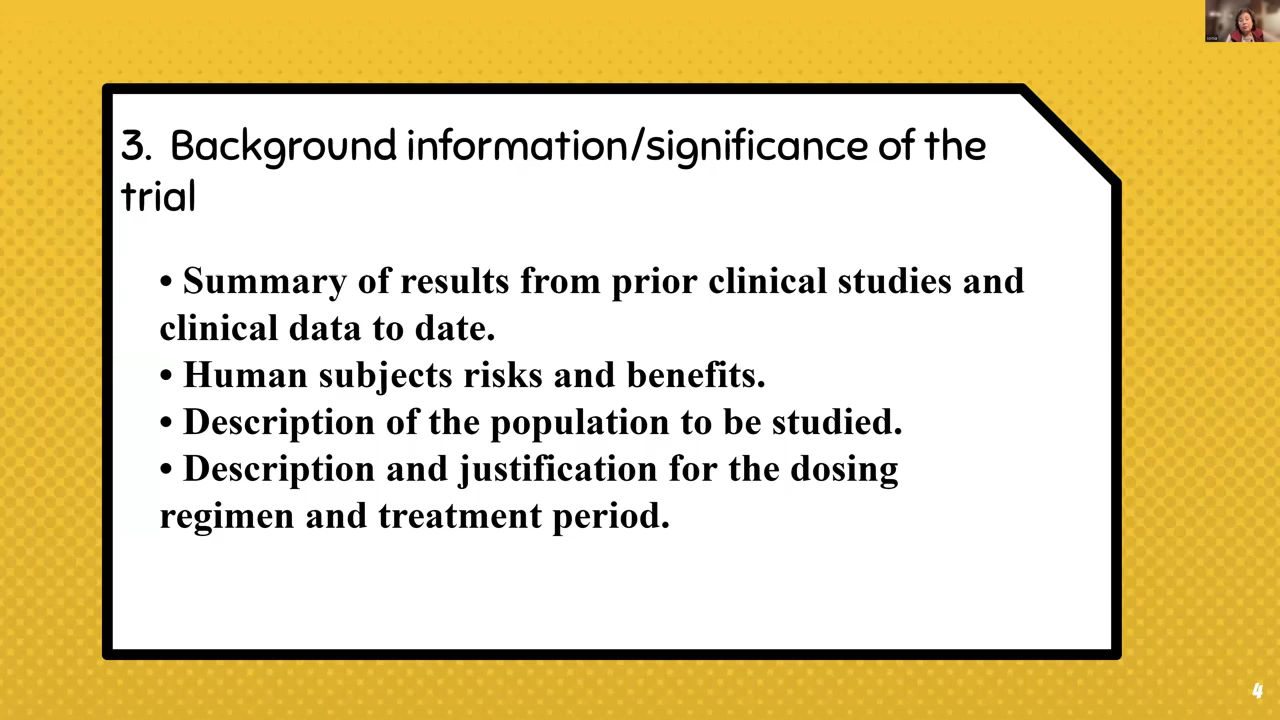 3. Background information/significance of the
trial
• Summary of results from prior clinical studies and
clinical data to date.
• Human subjects risks and benefits.
• Description of the population to be studied.
• Description and justification for the dosing
regimen and treatment period.
4